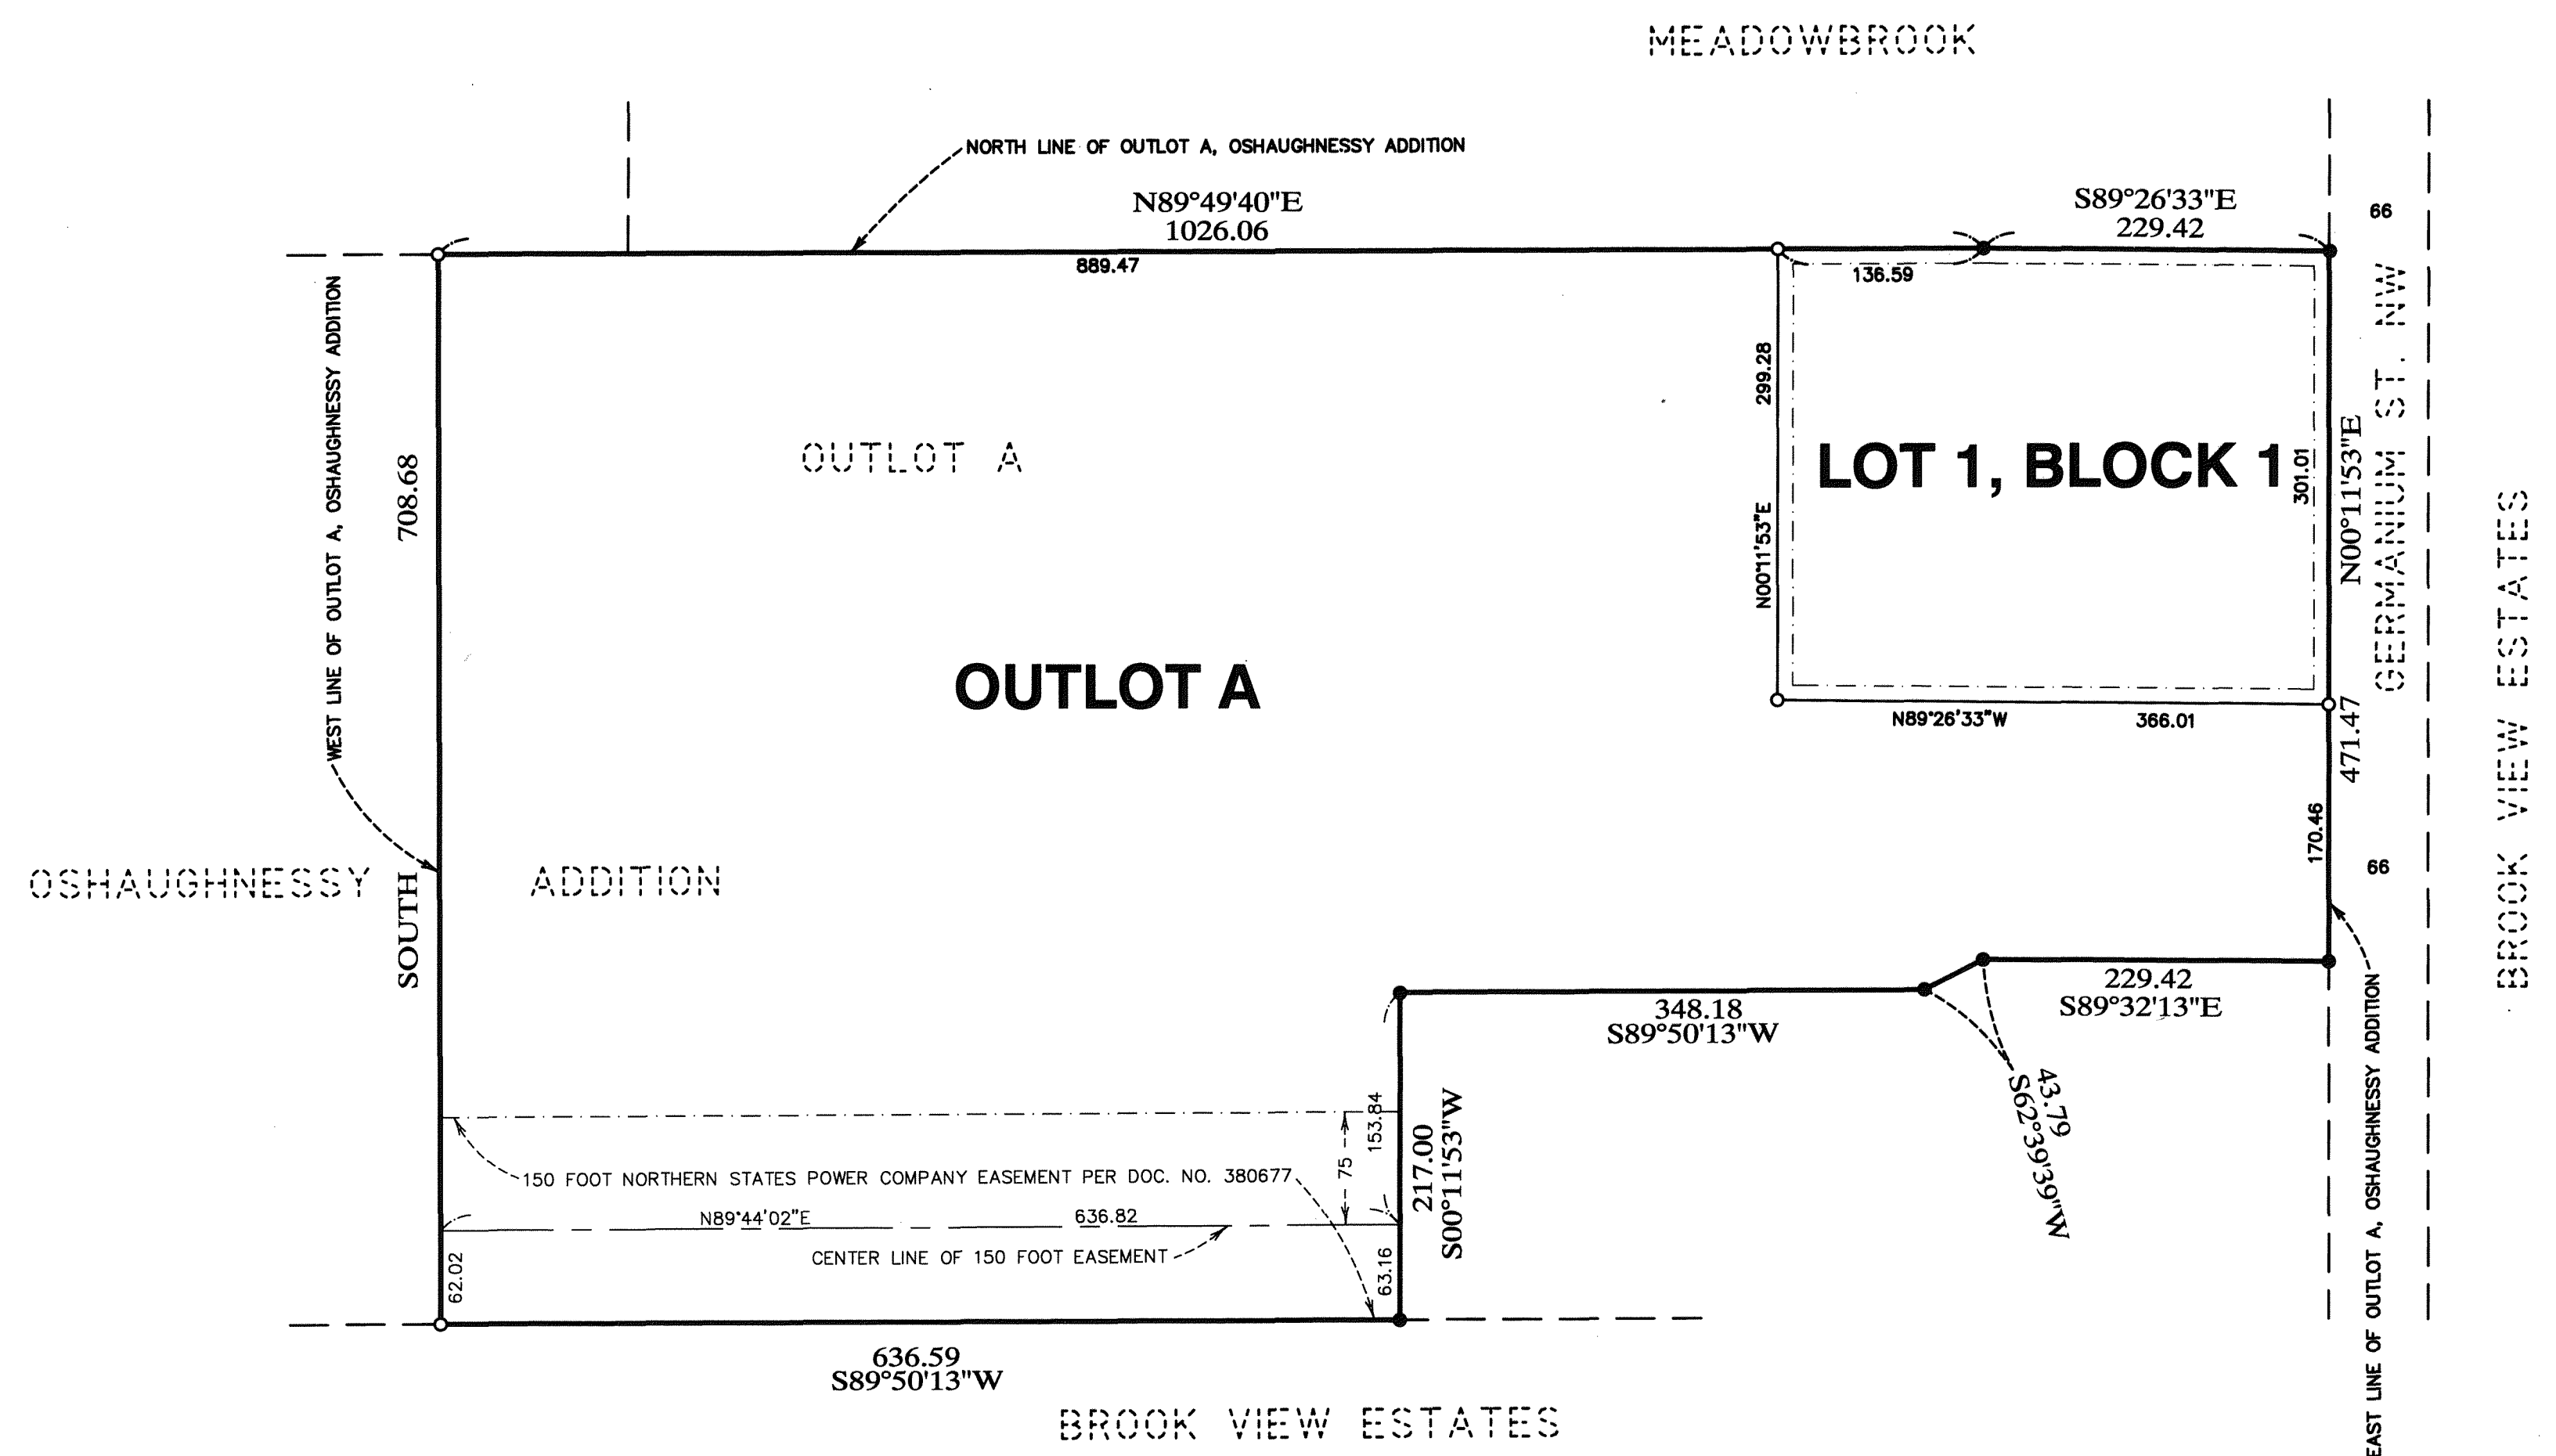 MEADOWBROOK
NORTH LINE OF OUTLOT A, OSHAUGHNESSY ADDITION
N89°49'40"E
1026.06
889.47
S89°26'33"E
229.42
66
136.59
WEST LINE OF OUTLOT A, OSHAUGHNESSY ADDITION
708.68
SOUTH
OUTLOT A
299.28
N00°11'53"E
LOT 1, BLOCK 1
301.01
N00°11'53"E
471.47
GERMANIUM ST. NW
BROOK VIEW ESTATES
OUTLOT A
N89°26'33"W
366.01
170.46
66
OSHAUGHNESSY ADDITION
229.42
S89°32'13"E
348.18
S89°50'13"W
43.79
S62°39'39"W
EAST LINE OF OUTLOT A, OSHAUGHNESSY ADDITION
153.84
75
217.00
S00°11'53"W
150 FOOT NORTHERN STATES POWER COMPANY EASEMENT PER DOC. NO. 380677
N89°44'02"E
636.82
CENTER LINE OF 150 FOOT EASEMENT
62.02
63.16
636.59
S89°50'13"W
BROOK VIEW ESTATES